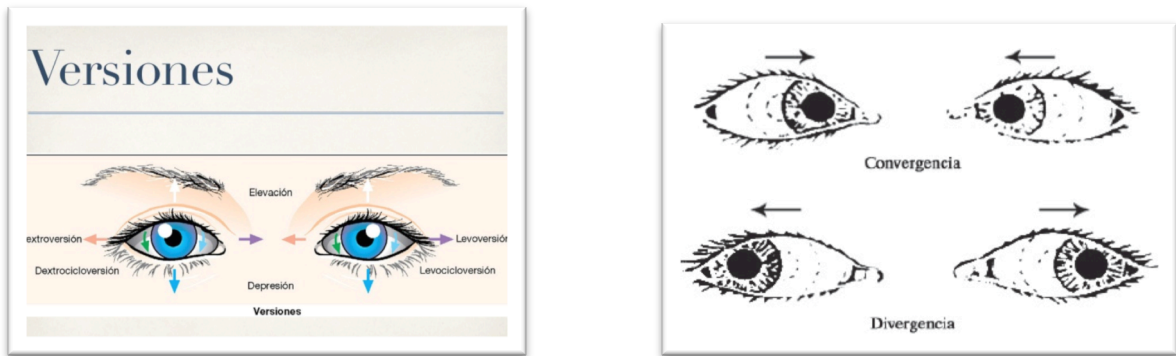 Versiones
Elevación
extroversión
Levoversión
Dextrocicloversión
Levocicloversión
Depresión
Versiones
Convergencia
Divergencia